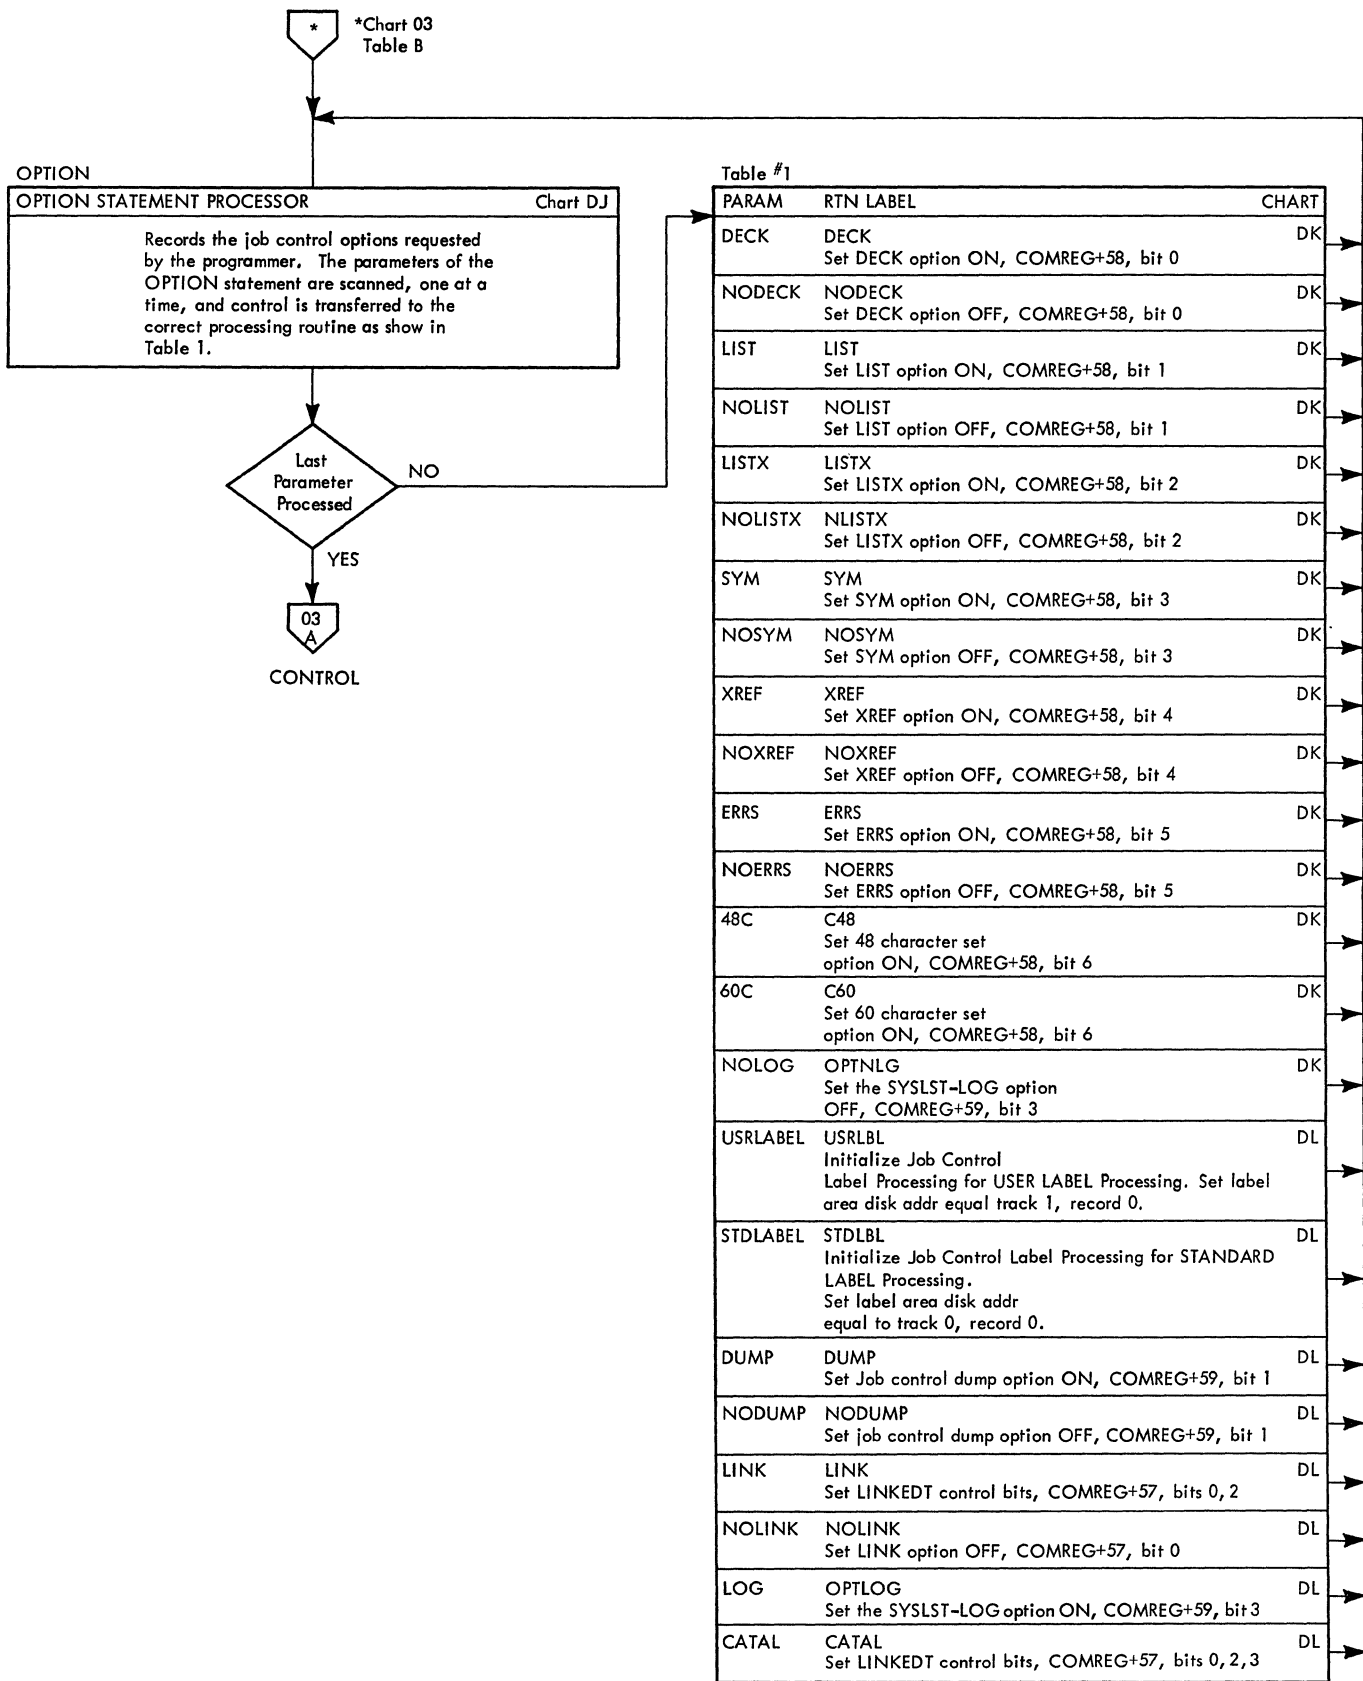 *
*Chart 03
Table B
OPTION
OPTION STATEMENT PROCESSOR Chart DJ
Records the job control options requested
by the programmer. The parameters of the
OPTION statement are scanned, one at a
time, and control is transferred to the
correct processing routine as show in
Table 1.
Last
Parameter
Processed
NO
YES
03
A
CONTROL
Table #1
PARAM RTN LABEL CHART
DECK DECK DK
Set DECK option ON, COMREG+58, bit 0
NODECK NODECK DK
Set DECK option OFF, COMREG+58, bit 0
LIST LIST DK
Set LIST option ON, COMREG+58, bit 1
NOLIST NOLIST DK
Set LIST option OFF, COMREG+58, bit 1
LISTX LISTX DK
Set LISTX option ON, COMREG+58, bit 2
NOLISTX NLISTX DK
Set LISTX option OFF, COMREG+58, bit 2
SYM SYM DK
Set SYM option ON, COMREG+58, bit 3
NOSYM NOSYM DK
Set SYM option OFF, COMREG+58, bit 3
XREF XREF DK
Set XREF option ON, COMREG+58, bit 4
NOXREF NOXREF DK
Set XREF option OFF, COMREG+58, bit 4
ERRS ERRS DK
Set ERRS option ON, COMREG+58, bit 5
NOERRS NOERRS DK
Set ERRS option OFF, COMREG+58, bit 5
48C C48 DK
Set 48 character set
option ON, COMREG+58, bit 6
60C C60 DK
Set 60 character set
option ON, COMREG+58, bit 6
NOLOG OPTNLG DK
Set the SYSLST-LOG option
OFF, COMREG+59, bit 3
USRLABEL USRLBL DL
Initialize Job Control
Label Processing for USER LABEL Processing. Set label
area disk addr equal track 1, record 0.
STDLABEL STDLBL DL
Initialize Job Control Label Processing for STANDARD
LABEL Processing.
Set label area disk addr
equal to track 0, record 0.
DUMP DUMP DL
Set Job control dump option ON, COMREG+59, bit 1
NODUMP NODUMP DL
Set job control dump option OFF, COMREG+59, bit 1
LINK LINK DL
Set LINKEDT control bits, COMREG+57, bits 0,2
NOLINK NOLINK DL
Set LINK option OFF, COMREG+57, bit 0
LOG OPTLOG DL
Set the SYSLST-LOG option ON, COMREG+59, bit 3
CATAL CATAL DL
Set LINKEDT control bits, COMREG+57, bits 0,2,3